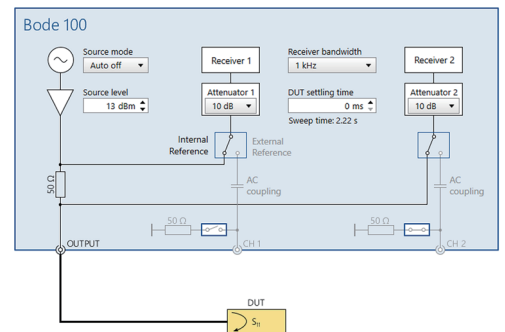 Bode 100
Source mode
Auto off
Source level
13 dBm
Receiver 1
Attenuator 1
10 dB
Receiver bandwidth
1 kHz
DUT settling time
0 ms
Sweep time: 2.22 s
Receiver 2
Attenuator 2
10 dB
Internal
Reference
External
Reference
50 Ω
AC
coupling
AC
coupling
50 Ω
50 Ω
OUTPUT
CH 1
CH 2
DUT
S11